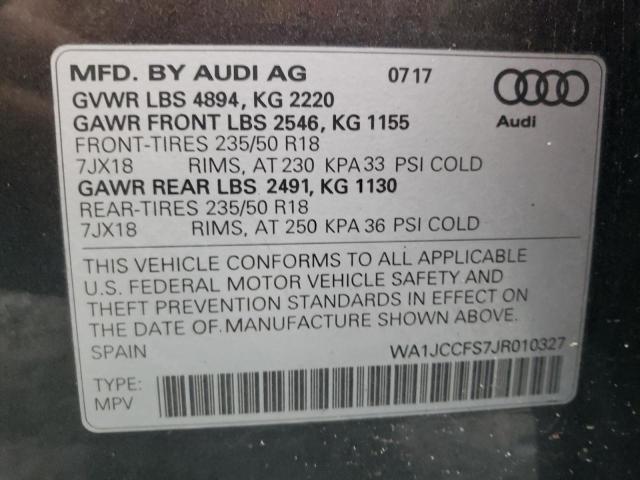 MFD. BY AUDI AG 0717
GVWR LBS 4894, KG 2220
GAWR FRONT LBS 2546, KG 1155
Audi
FRONT-TIRES 235/50 R18
7JX18 RIMS, AT 230 KPA 33 PSI COLD
GAWR REAR LBS 2491, KG 1130
REAR-TIRES 235/50 R18
7JX18 RIMS, AT 250 KPA 36 PSI COLD
THIS VEHICLE CONFORMS TO ALL APPLICABLE
U.S. FEDERAL MOTOR VEHICLE SAFETY AND
THEFT PREVENTION STANDARDS IN EFFECT ON
THE DATE OF MANUFACTURE SHOWN ABOVE.
SPAIN WA1JCCFS7JR010327
TYPE:
MPV